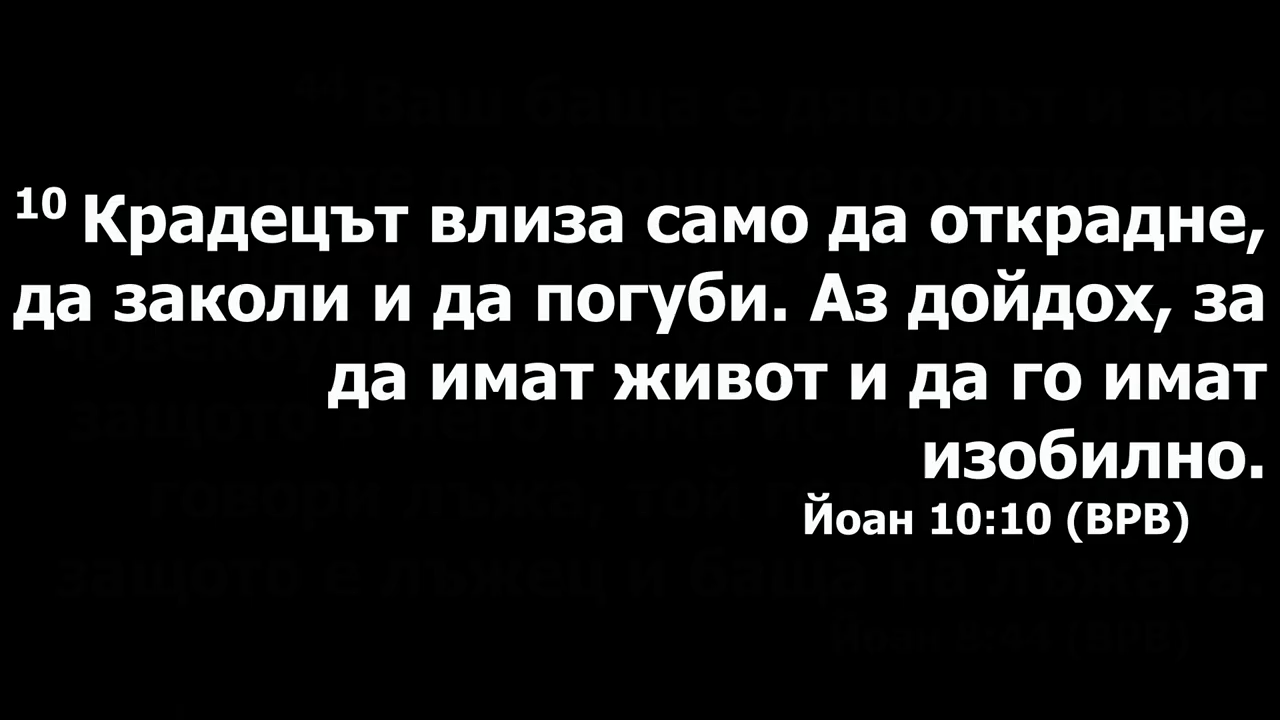 10 Крадецът влиза само да открадне,
да заколи и да погуби. Аз дойдох, за
да имат живот и да го имат
изобилно.
Йоан 10:10 (ВРВ)